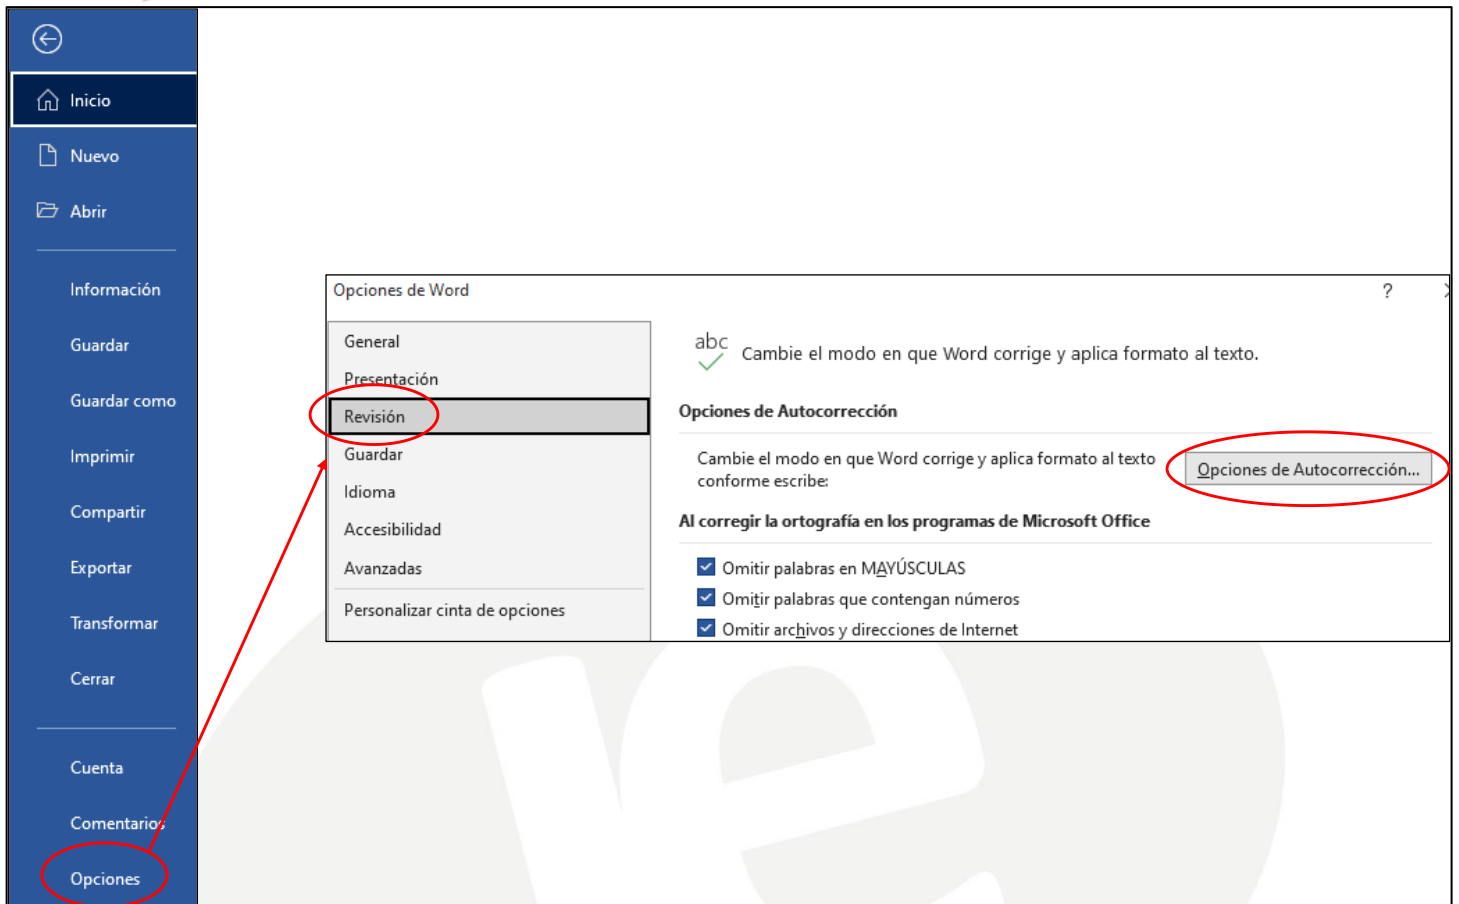 Inicio
Nuevo
Abrir
Información
Guardar
Guardar como
Imprimir
Compartir
Exportar
Transformar
Cerrar
Cuenta
Comentarios
Opciones
Opciones de Word
?
General
Presentación
Revisión
Guardar
Idioma
Accesibilidad
Avanzadas
Personalizar cinta de opciones
abc
Cambie el modo en que Word corrige y aplica formato al texto.
Opciones de Autocorrección
Cambie el modo en que Word corrige y aplica formato al texto
conforme escribe:
Opciones de Autocorrección...
Al corregir la ortografía en los programas de Microsoft Office
Omitir palabras en MAYÚSCULAS
Omitir palabras que contengan números
Omitir archivos y direcciones de Internet